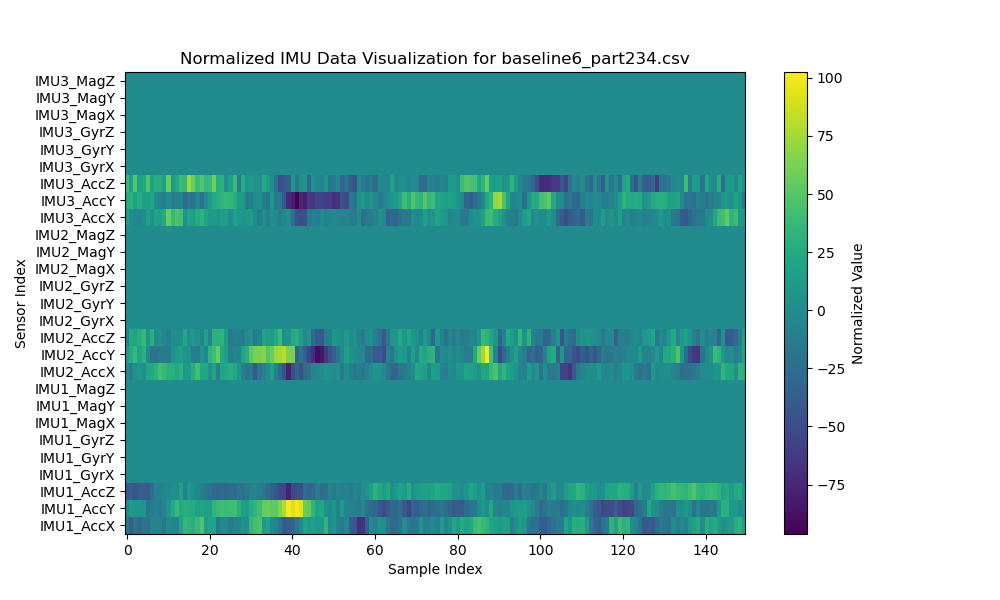 Normalized IMU Data Visualization for baseline6_part234.csv
IMU3_MagZ
IMU3_MagY
IMU3_MagX
IMU3_GyrZ
IMU3_GyrY
IMU3_GyrX
IMU3_AccZ
IMU3_AccY
IMU3_AccX
IMU2_MagZ
IMU2_MagY
IMU2_MagX
IMU2_GyrZ
IMU2_GyrY
IMU2_GyrX
IMU2_AccZ
IMU2_AccY
IMU2_AccX
IMU1_MagZ
IMU1_MagY
IMU1_MagX
IMU1_GyrZ
IMU1_GyrY
IMU1_GyrX
IMU1_AccZ
IMU1_AccY
IMU1_AccX
Sensor Index
0 20 40 60 80 100 120 140
Sample Index
100
75
50
25
0
−25
−50
−75
Normalized Value